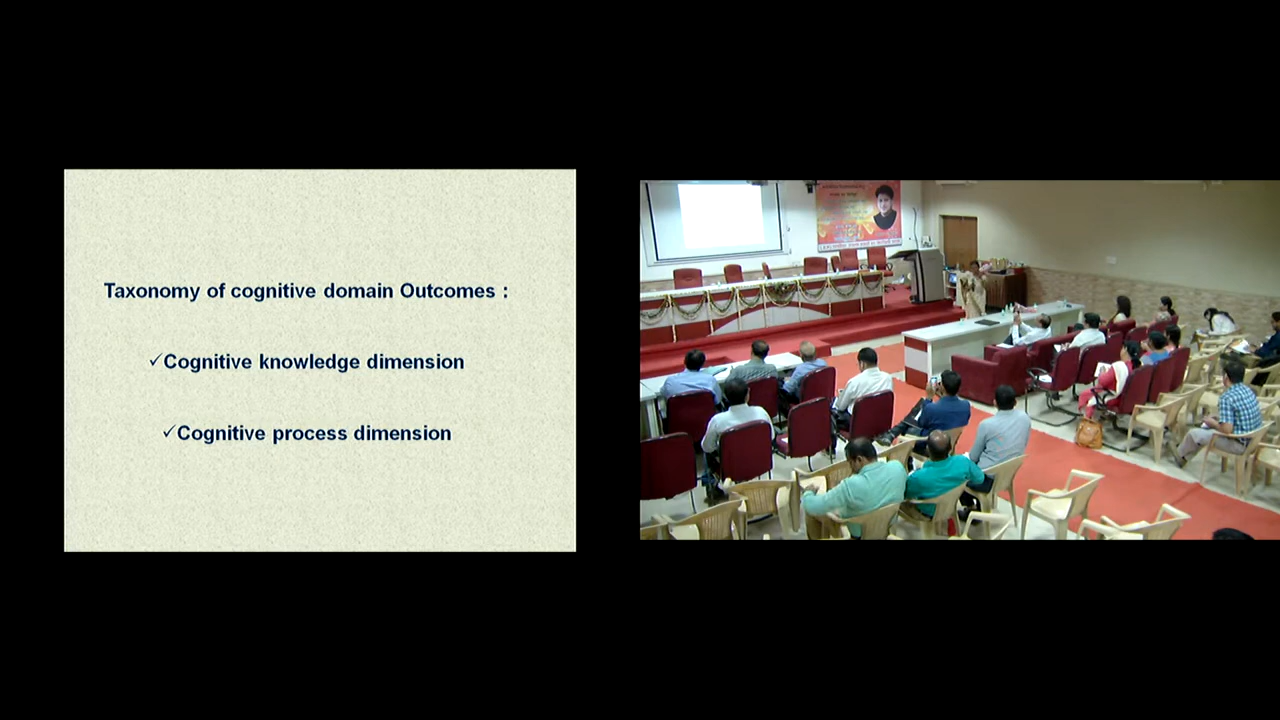 Taxonomy of cognitive domain Outcomes :
✓Cognitive knowledge dimension
✓Cognitive process dimension